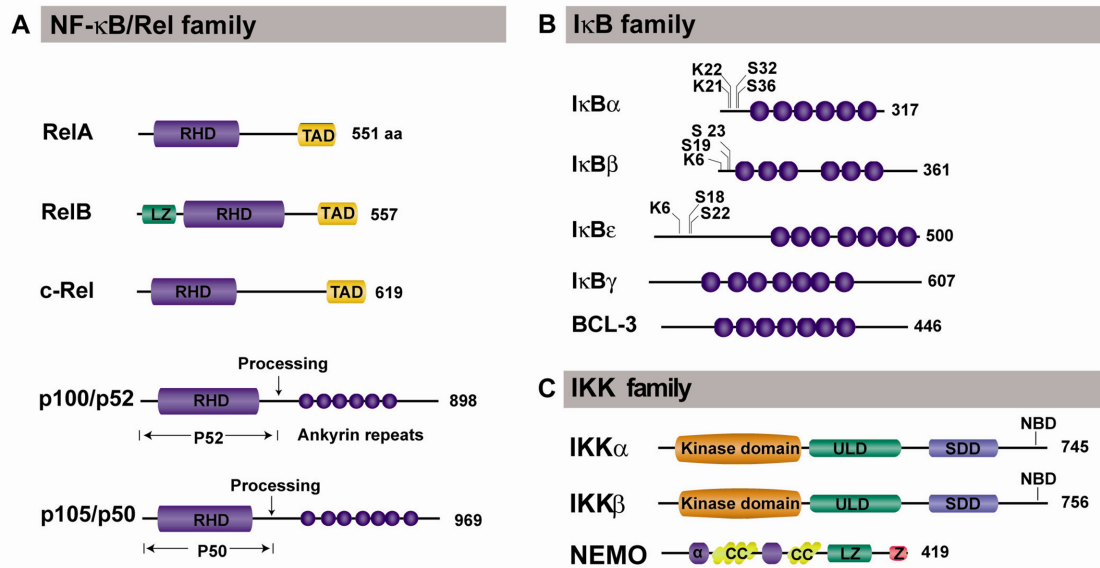 A NF-κB/Rel family
RelA RHD TAD 551 aa
RelB LZ RHD TAD 557
c-Rel RHD TAD 619
Processing
p100/p52 RHD 898
P52 Ankyrin repeats
Processing
p105/p50 RHD 969
P50
B IκB family
K22 S32
K21 S36
IκBα 317
S 23
S19
K6
IκBβ 361
K6 S18
S22
IκBε 500
IκBγ 607
BCL-3 446
C IKK family
NBD
IKKα Kinase domain ULD SDD 745
NBD
IKKβ Kinase domain ULD SDD 756
NEMO α CC CC LZ Z 419